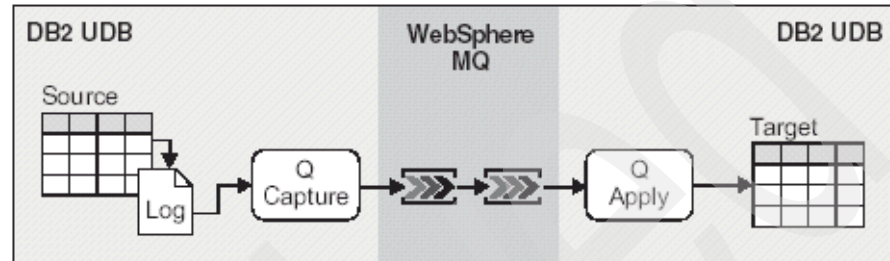 DB2 UDB
WebSphere
MQ
DB2 UDB
Source
Log
Q
Capture
Q
Apply
Target